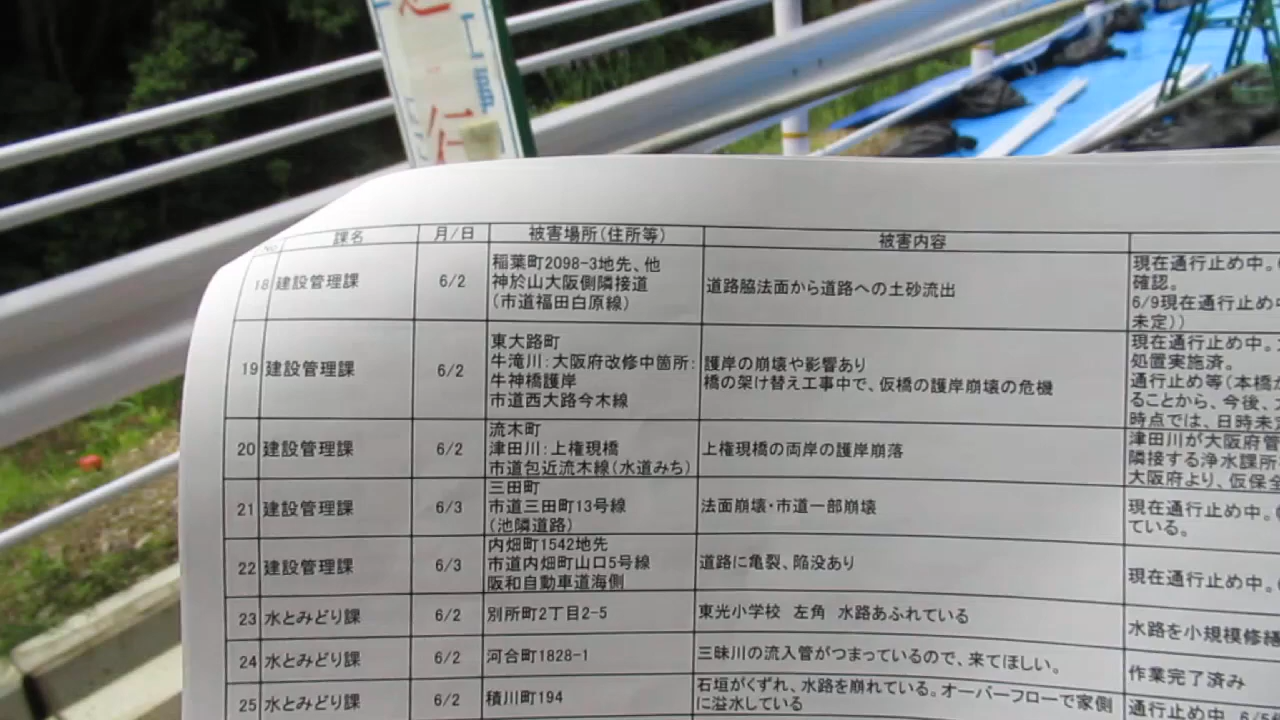 課名 月/日 被害場所(住所等) 被害内容
18 建設管理課 6/2
稲葉町2098-3地先、他
神於山大阪側隣接道
(市道福田白原線)
道路脇法面から道路への土砂流出
現在通行止め中。
確認。
6/9現在通行止め
未定))
19 建設管理課 6/2
東大路町
牛滝川:大阪府改修中箇所:
牛神橋護岸
市道西大路今木線
護岸の崩壊や影響あり
橋の架け替え工事中で、仮橋の護岸崩壊の危機
現在通行止め中。
処置実施済。
通行止め等(本橋が
ることから、今後、
時点では、日時未定
20 建設管理課 6/2
流木町
津田川:上権現橋
市道包近流木線(水道みち)
上権現橋の両岸の護岸崩落
津田川が大阪府管
隣接する浄水課所
大阪府より、仮保全
21 建設管理課 6/3
三田町
市道三田町13号線
(池隣道路)
法面崩壊・市道一部崩壊
現在通行止め中。
ている。
22 建設管理課 6/3
内畑町1542地先
市道内畑町山口5号線
阪和自動車道海側
道路に亀裂、陥没あり
現在通行止め中。
23 水とみどり課 6/2 別所町2丁目2-5 東光小学校 左角 水路あふれている
水路を小規模修繕
24 水とみどり課 6/2 河合町1828-1 三昧川の流入管がつまっているので、来てほしい。
作業完了済み
25 水とみどり課 6/2 積川町194
石垣がくずれ、水路を崩れている。オーバーフローで家側
に溢水している
通行止め中